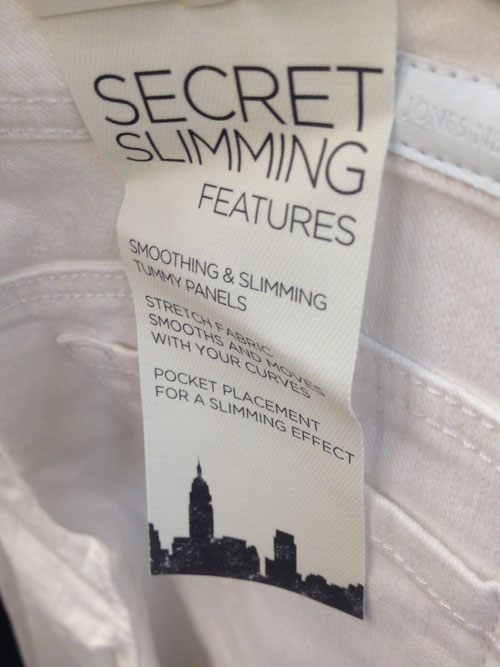 SECRET
SLIMMING
FEATURES
SMOOTHING & SLIMMING
TUMMY PANELS
STRETCH FABRIC
SMOOTHS AND MOVES
WITH YOUR CURVES
POCKET PLACEMENT
FOR A SLIMMING EFFECT
JONES